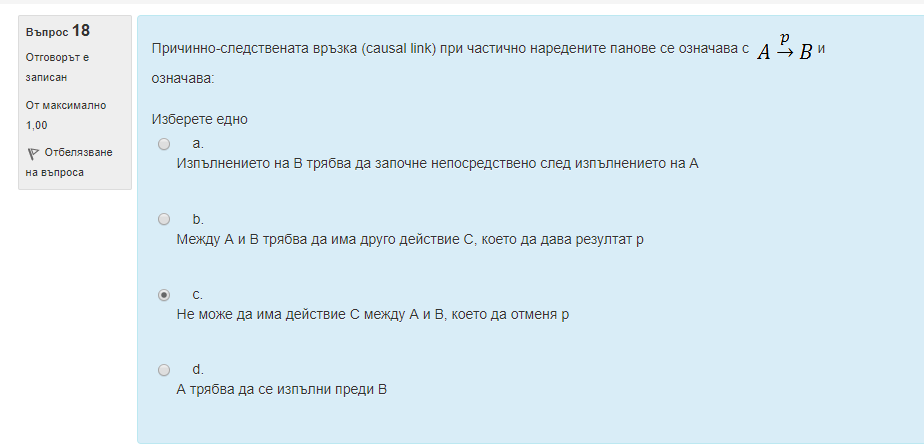 Въпрос 18
Отговорът е
записан
От максимално
1,00
Отбелязване
на въпроса
Причинно-следствената връзка (causal link) при частично наредените панове се означава с A p→ B и
означава:
Изберете едно
a.
Изпълнението на B трябва да започне непосредствено след изпълнението на A
b.
Между A и B трябва да има друго действие C, което да дава резултат p
c.
Не може да има действие C между A и B, което да отменя p
d.
A трябва да се изпълни преди B